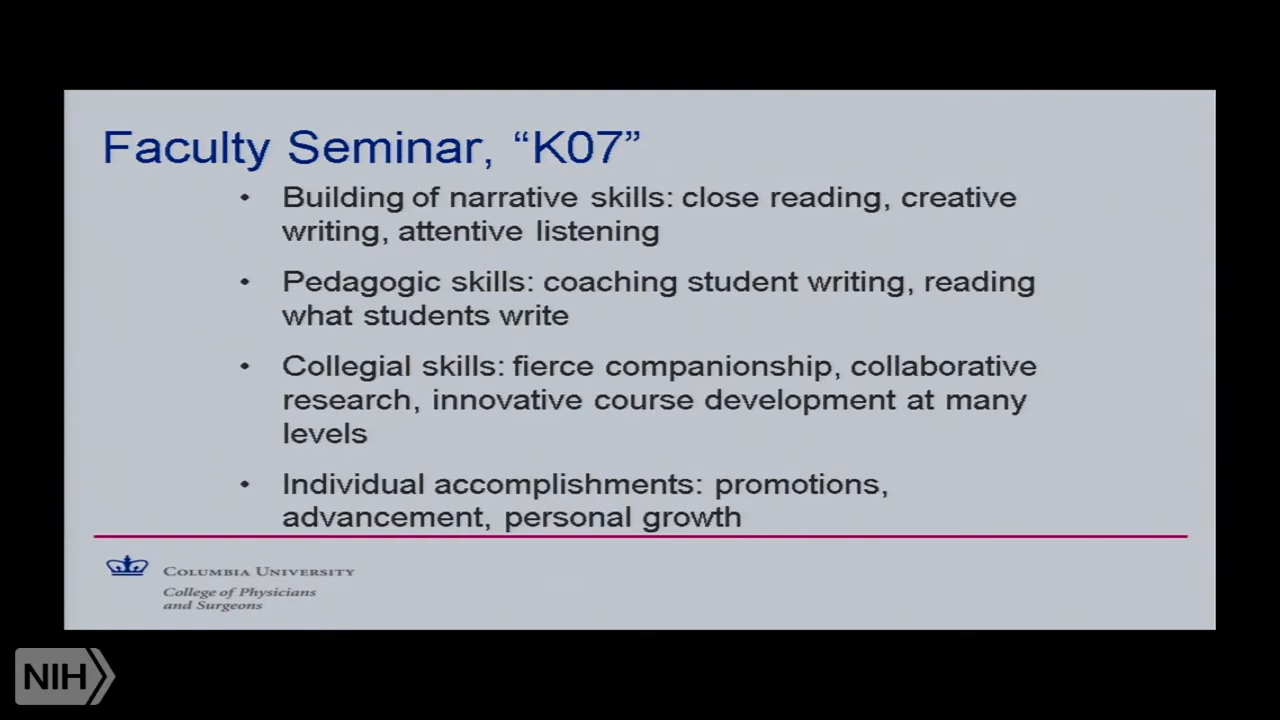 Faculty Seminar, “K07”
• Building of narrative skills: close reading, creative
writing, attentive listening
• Pedagogic skills: coaching student writing, reading
what students write
• Collegial skills: fierce companionship, collaborative
research, innovative course development at many
levels
• Individual accomplishments: promotions,
advancement, personal growth
COLUMBIA UNIVERSITY
College of Physicians
and Surgeons
NIH